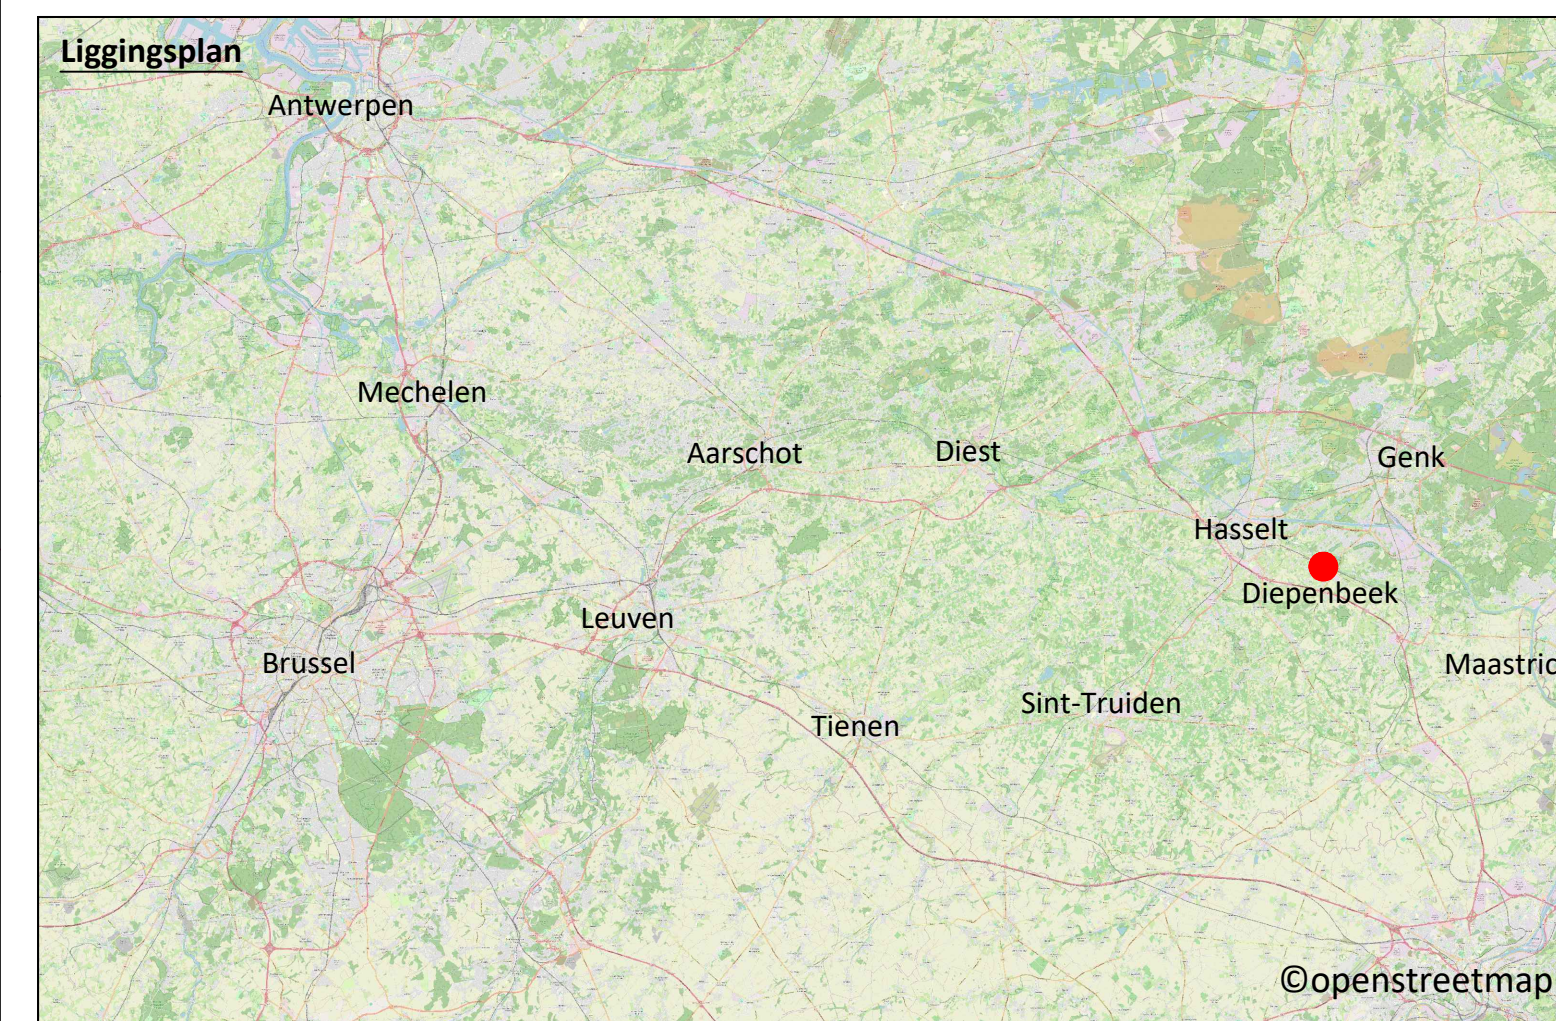 Liggingsplan
Antwerpen
Mechelen
Aarschot
Diest
Genk
Hasselt
Diepenbeek
Leuven
Brussel
Maastric
Sint-Truiden
Tienen
©openstreetmap